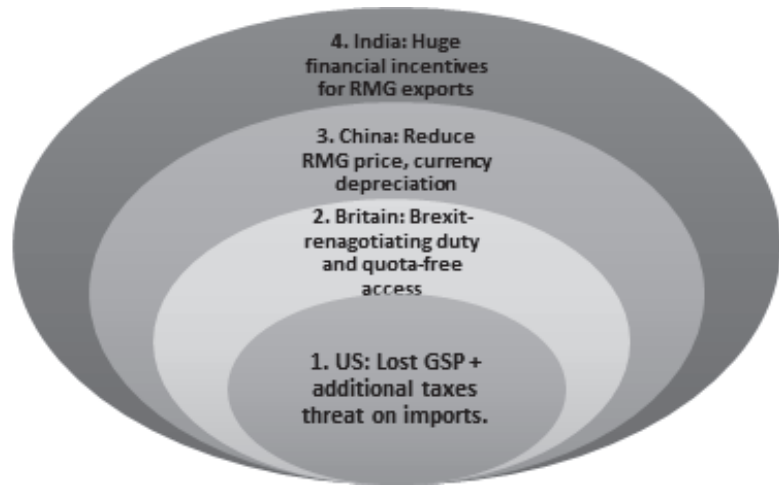 4. India: Huge
financial incentives
for RMG exports
3. China: Reduce
RMG price, currency
depreciation
2. Britain: Brexit-
renagotiating duty
and quota-free
access
1. US: Lost GSP +
additional taxes
threat on imports.